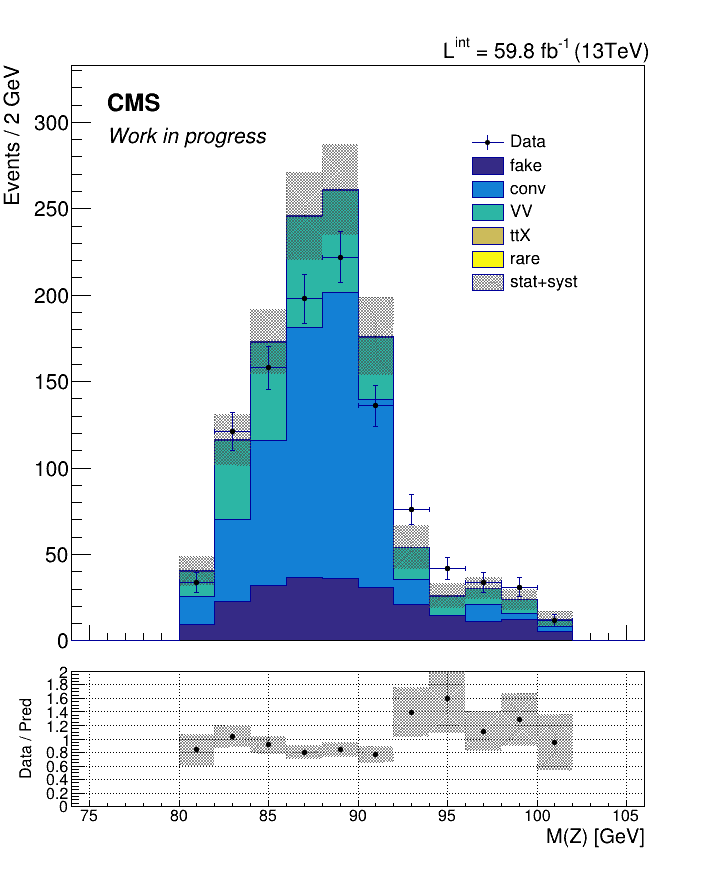 L^int = 59.8 fb^-1 (13TeV)
Events / 2 GeV
CMS
Work in progress
300
250
200
150
100
50
0
Data
fake
conv
VV
ttX
rare
stat+syst
Data / Pred
2
1.8
1.6
1.4
1.2
1
0.8
0.6
0.4
0.2
0
75 80 85 90 95 100 105
M(Z) [GeV]